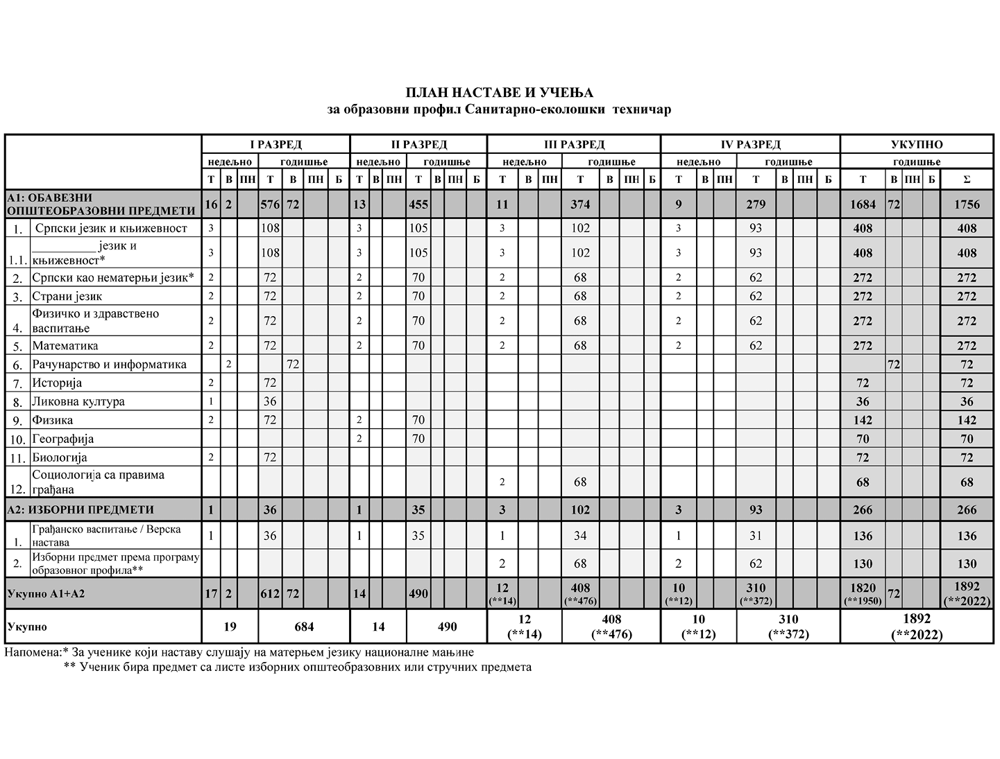 ПЛАН НАСТАВЕ И УЧЕЊА
за образовни профил Санитарно-еколошки техничар
I РАЗРЕД II РАЗРЕД III РАЗРЕД IV РАЗРЕД УКУПНО
недељно годишње недељно годишње недељно годишње недељно годишње годишње
Т В ПН Т В ПН Б Т В ПН Т В ПН Б Т В ПН Т В ПН Б Т В ПН Т В ПН Б Т В ПН Б Σ
А1: ОБАВЕЗНИ
ОПШТЕОБРАЗОВНИ ПРЕДМЕТИ 16 2 576 72 13 455 11 374 9 279 1684 72 1756
1. Српски језик и књижевност 3 108 3 105 3 102 3 93 408 408
__________ језик и
1.1. књижевност* 3 108 3 105 3 102 3 93 408 408
2. Српски као нематерњи језик* 2 72 2 70 2 68 2 62 272 272
3. Страни језик 2 72 2 70 2 68 2 62 272 272
Физичко и здравствено
4. васпитање 2 72 2 70 2 68 2 62 272 272
5. Математика 2 72 2 70 2 68 2 62 272 272
6. Рачунарство и информатика 2 72 72 72
7. Историја 2 72 72 72
8. Ликовна култура 1 36 36 36
9. Физика 2 72 2 70 142 142
10. Географија 2 70 70 70
11. Биологија 2 72 72 72
Социологија са правима
12. грађана 2 68 68 68
А2: ИЗБОРНИ ПРЕДМЕТИ 1 36 1 35 3 102 3 93 266 266
Грађанско васпитање / Верска
1. настава 1 36 1 35 1 34 1 31 136 136
Изборни предмет према програму
2. образовног профила** 2 68 2 62 130 130
Укупно А1+А2 17 2 612 72 14 490 12 408 10 310 1820 72 1892
(**14) (**476) (**12) (**372) (**1950) (**2022)
Укупно 19 684 14 490 12 408 10 310 1892
(**14) (**476) (**12) (**372) (**2022)
Напомена:* За ученике који наставу слушају на матерњем језику националне мањине
** Ученик бира предмет са листе изборних општеобразовних или стручних предмета